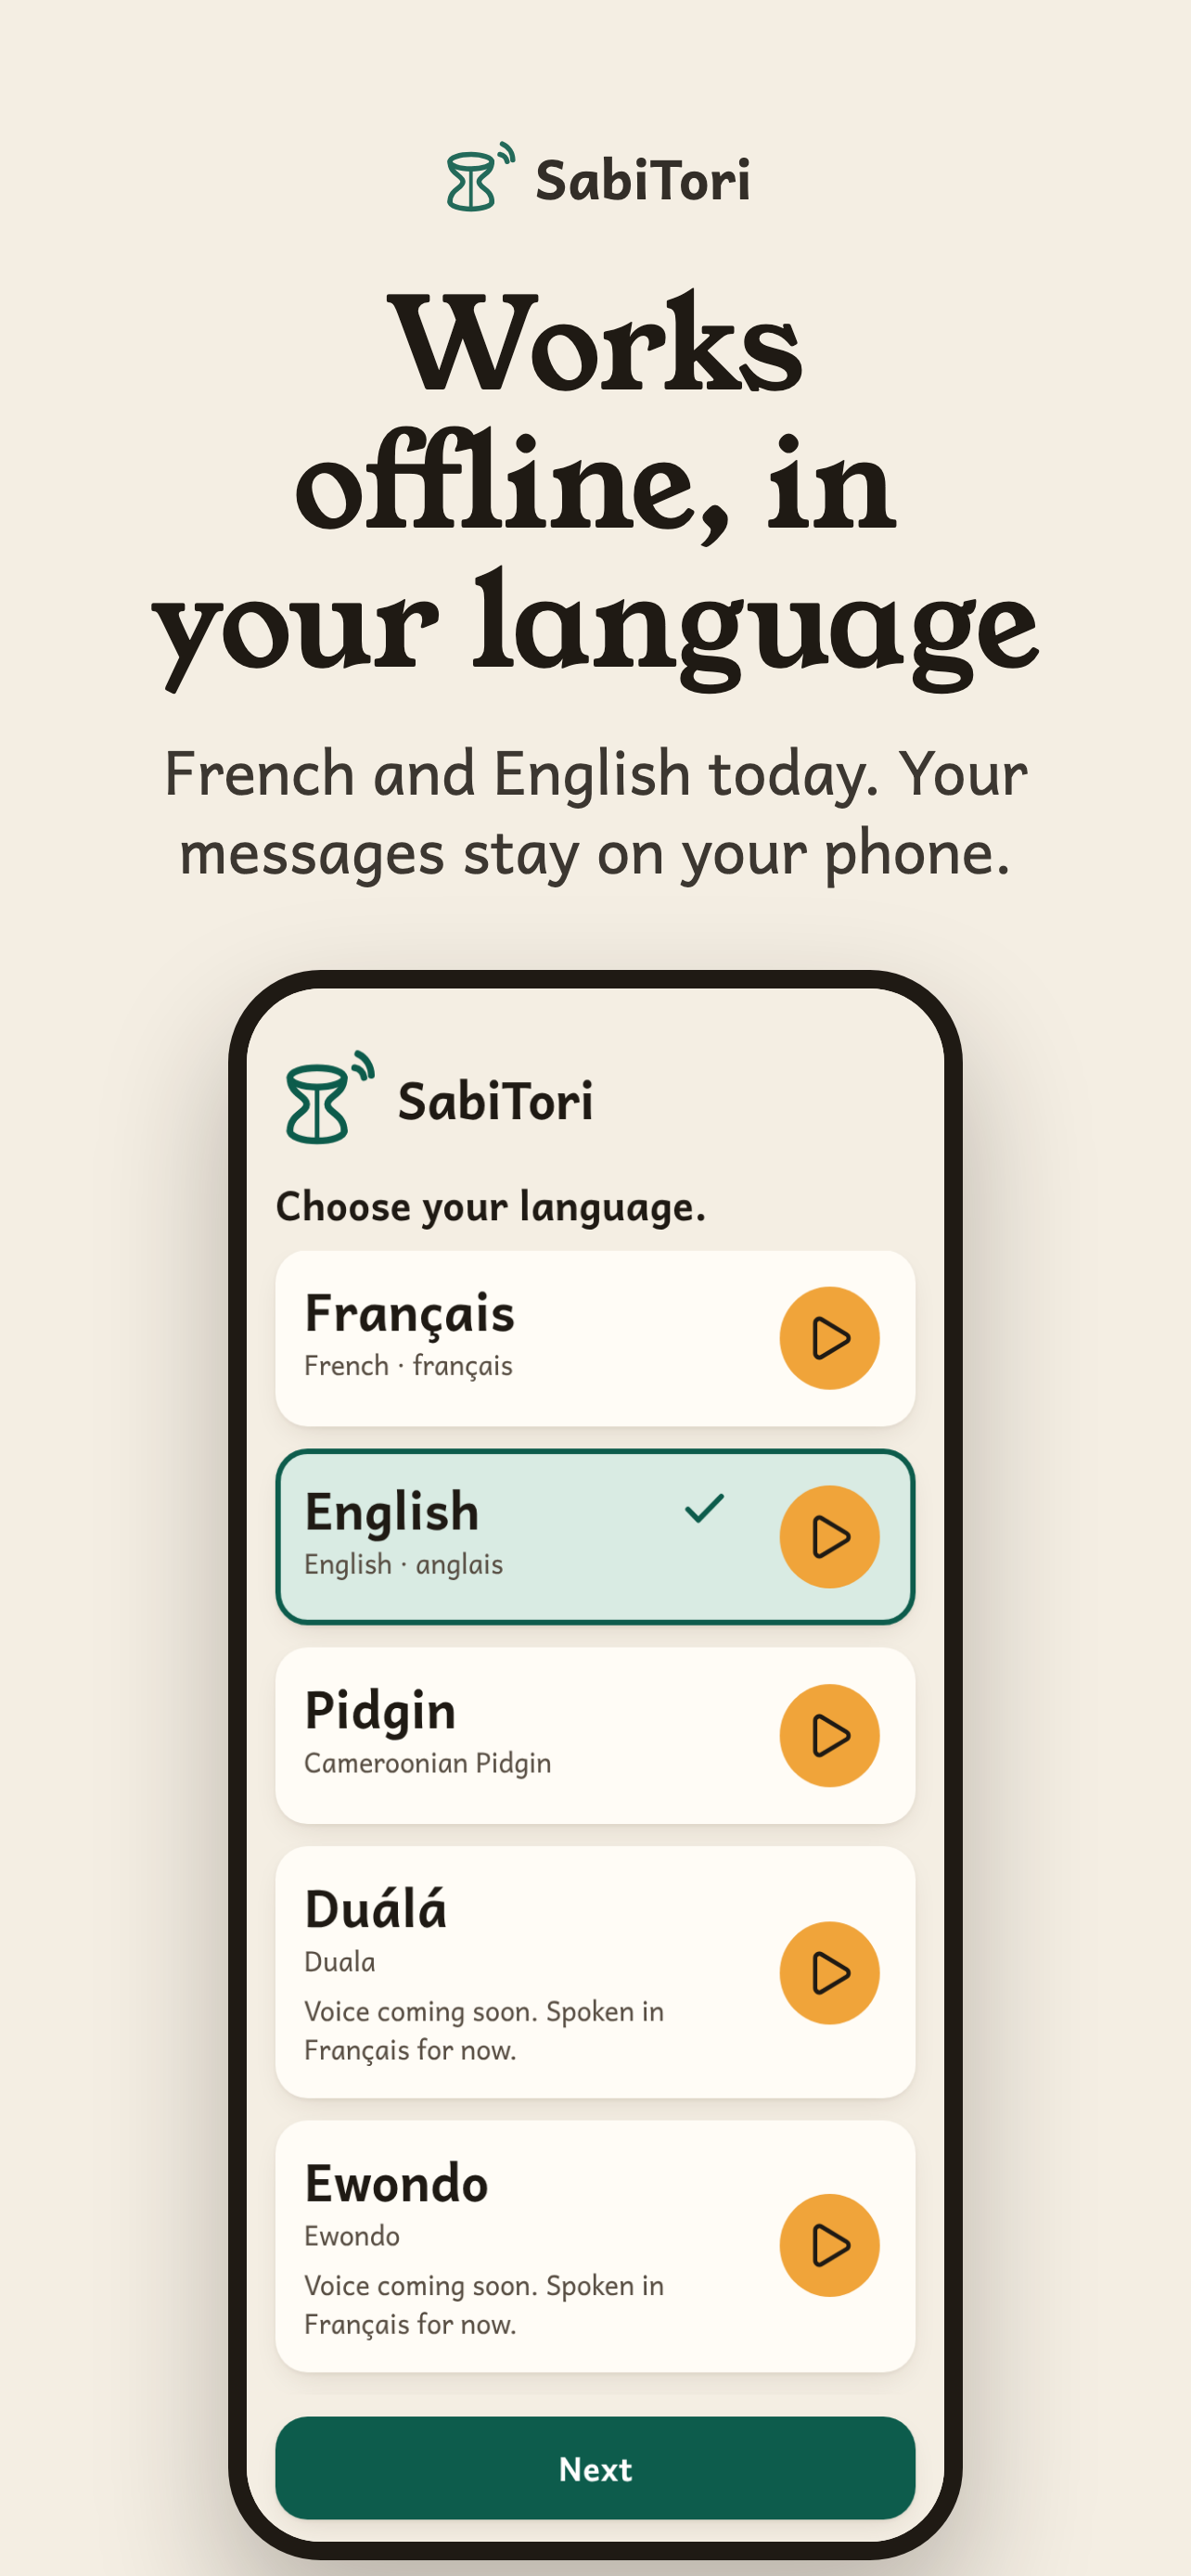 SabiTori
Works
offline, in
your language
French and English today. Your
messages stay on your phone.
SabiTori
Choose your language.
Français
French · français
English
English · anglais
Pidgin
Cameroonian Pidgin
Duálá
Duala
Voice coming soon. Spoken in
Français for now.
Ewondo
Ewondo
Voice coming soon. Spoken in
Français for now.
Next